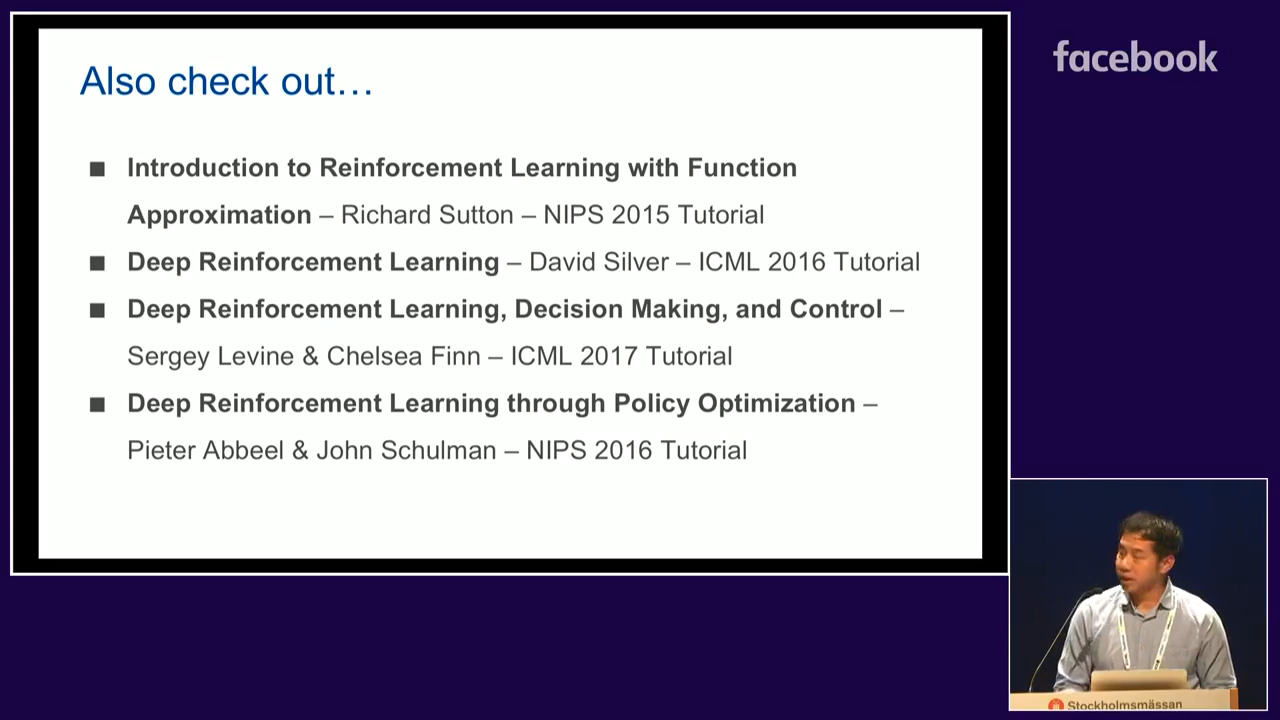 facebook
Also check out…
■ Introduction to Reinforcement Learning with Function
Approximation – Richard Sutton – NIPS 2015 Tutorial
■ Deep Reinforcement Learning – David Silver – ICML 2016 Tutorial
■ Deep Reinforcement Learning, Decision Making, and Control –
Sergey Levine & Chelsea Finn – ICML 2017 Tutorial
■ Deep Reinforcement Learning through Policy Optimization –
Pieter Abbeel & John Schulman – NIPS 2016 Tutorial
Stockholmsmässan